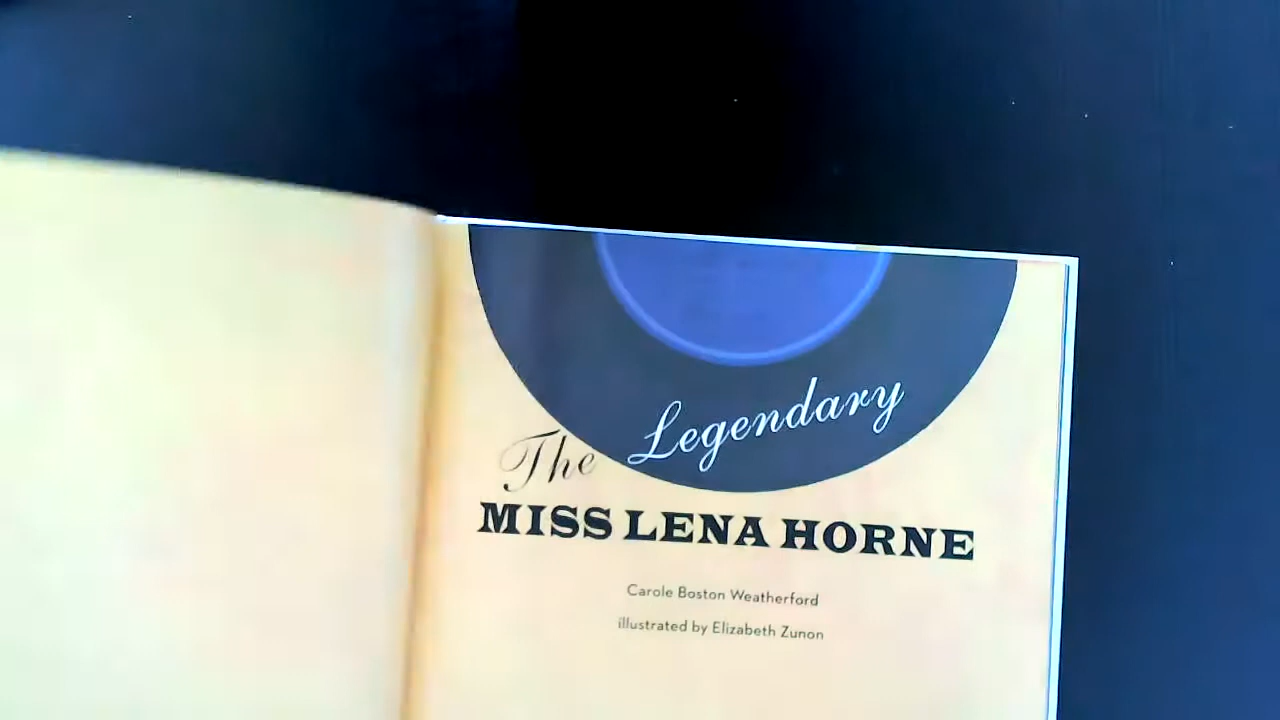 The Legendary
MISS LENA HORNE
Carole Boston Weatherford
illustrated by Elizabeth Zunon